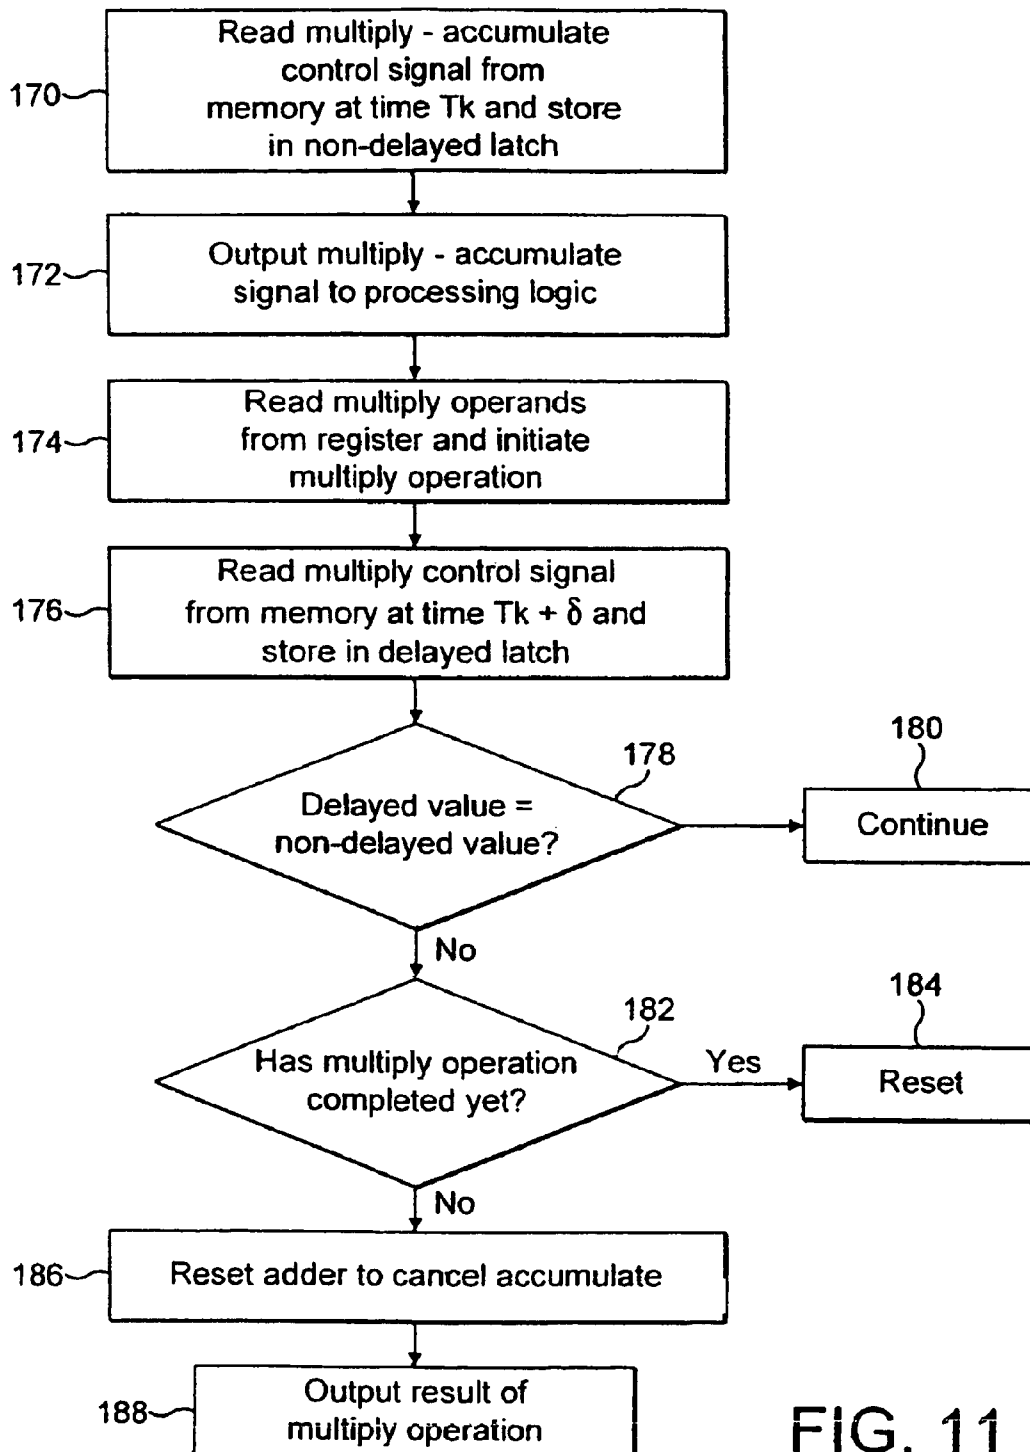 Read multiply - accumulate
control signal from
memory at time Tk and store
in non-delayed latch
170
Output multiply - accumulate
signal to processing logic
172
Read multiply operands
from register and initiate
multiply operation
174
Read multiply control signal
from memory at time Tk + δ and
store in delayed latch
176
178
Delayed value =
non-delayed value?
180
Continue
No
182
Has multiply operation
completed yet?
Yes
184
Reset
No
186
Reset adder to cancel accumulate
188
Output result of
multiply operation
FIG. 11